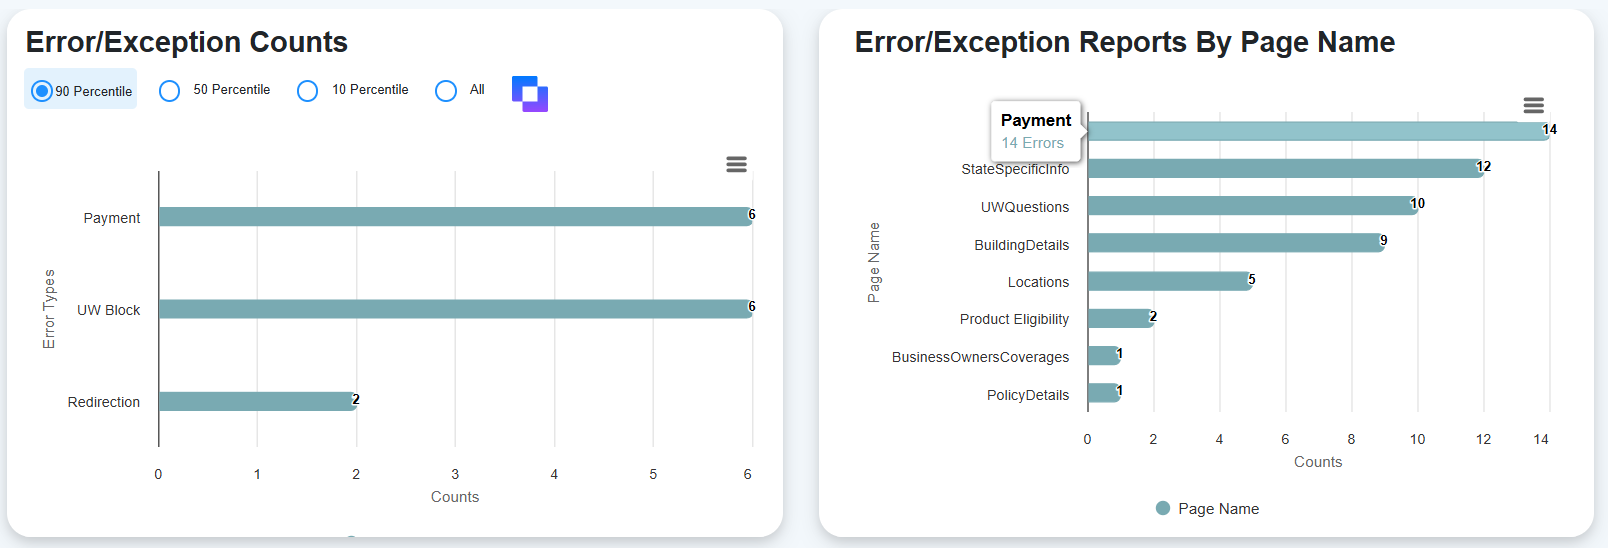 Error/Exception Counts
90 Percentile
50 Percentile
10 Percentile
All
Error Types
Payment
6
UW Block
6
Redirection
2
0 1 2 3 4 5 6
Counts
Error/Exception Reports By Page Name
Payment
14 Errors
14
Page Name
StateSpecificInfo
12
UWQuestions
10
BuildingDetails
9
Locations
5
Product Eligibility
2
BusinessOwnersCoverages
1
PolicyDetails
1
0 2 4 6 8 10 12 14
Counts
Page Name